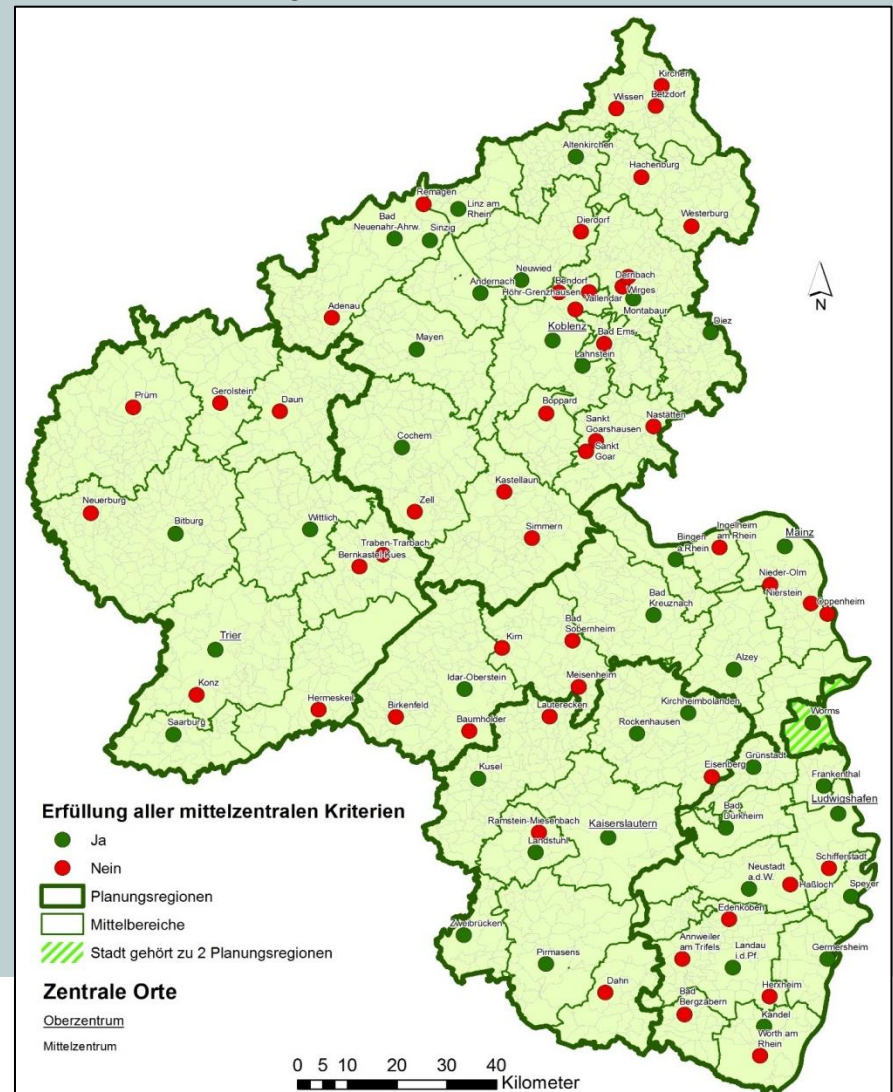 Kirchen
Wissen
Betzdorf
Altenkirchen
Hachenburg
Remagen
Linz am
Rhein
Bad
Neuenahr-Ahrw.
Sinzig
Dierdorf
Westerburg
N
Neuwied
Andernach
Bendorf
Dernbach
Höhr-Grenzhausen
Wirges
Vallendar
Montabaur
Adenau
Koblenz
Bad Ems
Diez
Mayen
Lahnstein
Prüm
Gerolstein
Daun
Boppard
Sankt
Goarshausen
Nastätten
Sankt
Goar
Cochem
Kastellaun
Zell
Neuerburg
Bitburg
Wittlich
Simmern
Traben-Trarbach
Bernkastel-Kues
Bingen
a.Rhein
Ingelheim
am Rhein
Mainz
Nieder-Olm
Nierstein
Oppenheim
Bad
Kreuznach
Trier
Kirn
Bad
Sobernheim
Alzey
Konz
Idar-Oberstein
Meisenheim
Hermeskeil
Birkenfeld
Baumholder
Lauterecken
Kirchheimbolanden
Rockenhausen
Worms
Saarburg
Kusel
Eisenberg
Grünstadt
Frankenthal
Ludwigshafen
Bad
Dürkheim
Ramstein-Miesenbach
Kaiserslautern
Landstuhl
Schifferstadt
Neustadt
a.d.W.
Haßloch
Speyer
Edenkoben
Zweibrücken
Pirmasens
Annweiler
am Trifels
Landau
i.d.Pf.
Germersheim
Dahn
Herxheim
Bad
Bergzabern
Kandel
Wörth am
Rhein
Erfüllung aller mittelzentralen Kriterien
Ja
Nein
Planungsregionen
Mittelbereiche
Stadt gehört zu 2 Planungsregionen
Zentrale Orte
Oberzentrum
Mittelzentrum
0 5 10 20 30 40
Kilometer